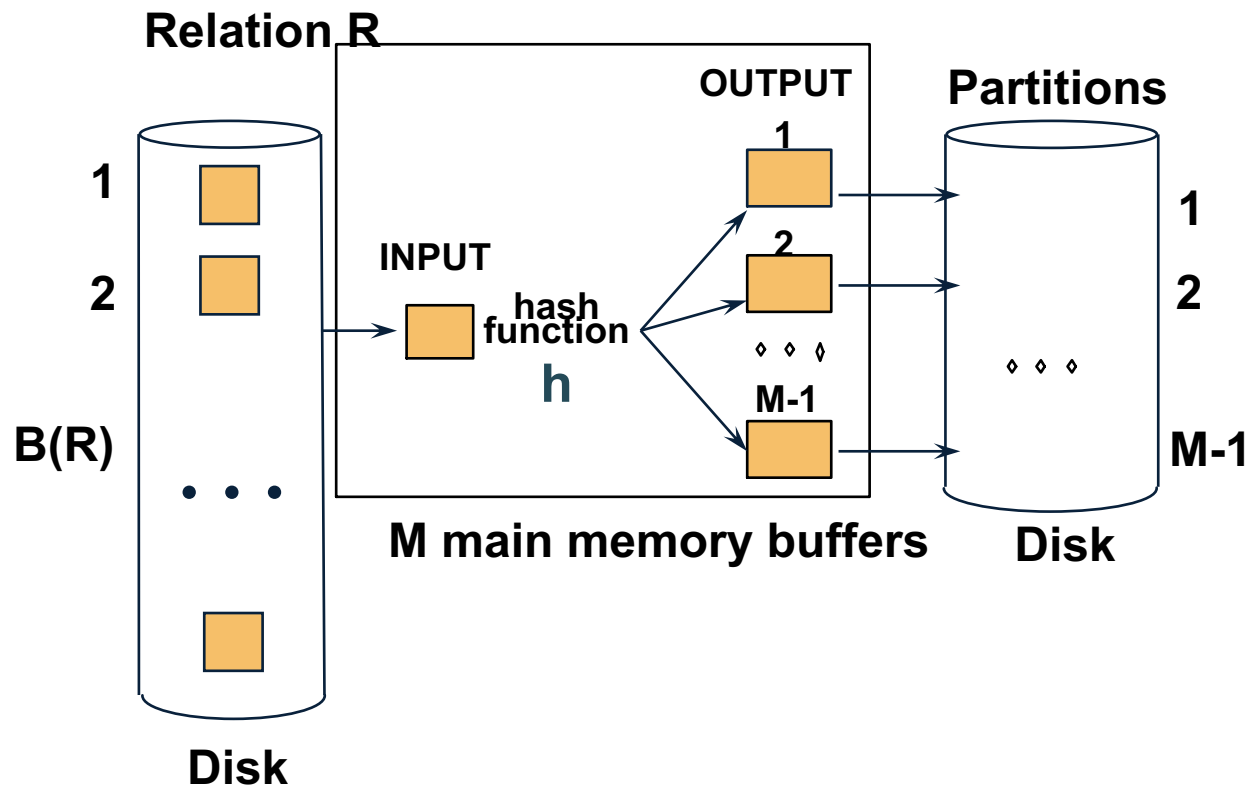 Relation R
OUTPUT
Partitions
1
1
1
2
INPUT
2
2
hash
function
h
M-1
B(R)
M-1
M main memory buffers
Disk
Disk